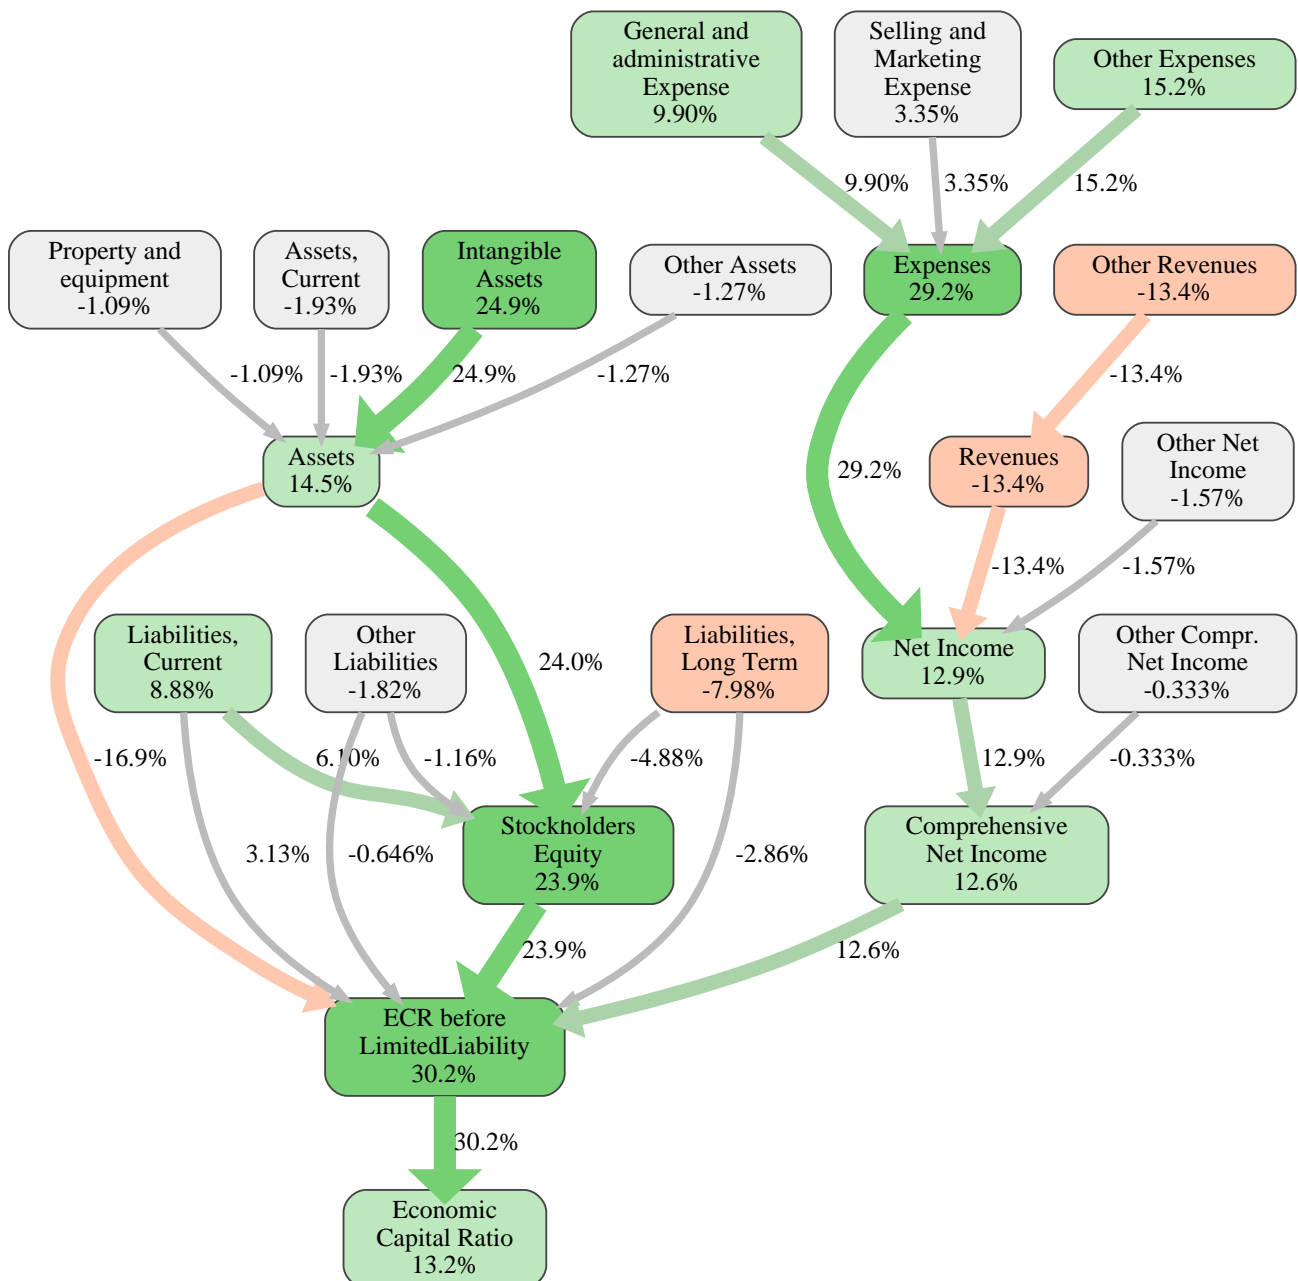 General and
administrative
Expense
9.90%
Selling and
Marketing
Expense
3.35%
Other Expenses
15.2%
9.90%
3.35%
15.2%
Property and
equipment
-1.09%
Assets,
Current
-1.93%
Intangible
Assets
24.9%
Other Assets
-1.27%
Expenses
29.2%
Other Revenues
-13.4%
-1.09%
-1.93%
24.9%
-1.27%
-13.4%
Assets
14.5%
29.2%
Revenues
-13.4%
Other Net
Income
-1.57%
-13.4%
-1.57%
Liabilities,
Current
8.88%
Other
Liabilities
-1.82%
24.0%
Liabilities,
Long Term
-7.98%
Net Income
12.9%
Other Compr.
Net Income
-0.333%
-16.9%
6.10%
-1.16%
-4.88%
12.9%
-0.333%
3.13%
-0.646%
Stockholders
Equity
23.9%
-2.86%
Comprehensive
Net Income
12.6%
23.9%
12.6%
ECR before
LimitedLiability
30.2%
30.2%
Economic
Capital Ratio
13.2%